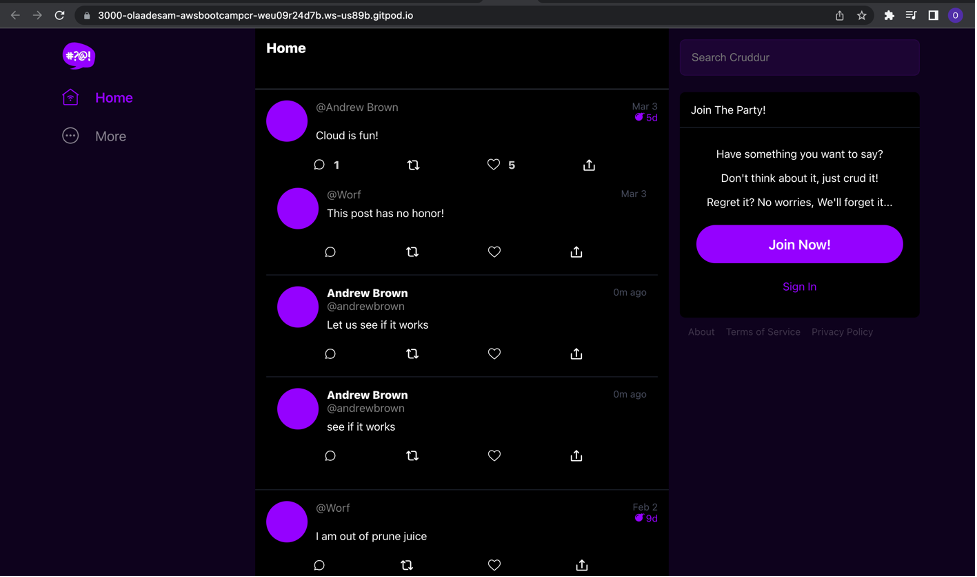 3000-olaadesam-awsbootcampcr-weu09r24d7b.ws-us89b.gitpod.io
O
#?@!
Home
More
Home
@Andrew Brown
Mar 3
5d
Cloud is fun!
1
5
@Worf
Mar 3
This post has no honor!
Andrew Brown
0m ago
@andrewbrown
Let us see if it works
Andrew Brown
0m ago
@andrewbrown
see if it works
@Worf
Feb 2
9d
I am out of prune juice
Search Cruddur
Join The Party!
Have something you want to say?
Don't think about it, just crud it!
Regret it? No worries, We'll forget it...
Join Now!
Sign In
About Terms of Service Privacy Policy